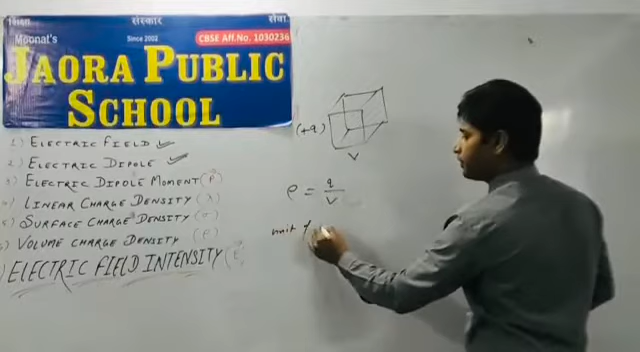 शिक्षा संस्कार सेवा
Moonat's Since 2002 CBSE Aff.No. 1030236
JAORA PUBLIC
SCHOOL
1) ELECTRIC FIELD ✓
2) ELECTRIC DIPOLE ✓
3) ELECTRIC DIPOLE MOMENT (P)
4) LINEAR CHARGE DENSITY (λ)
5) SURFACE CHARGE DENSITY (σ)
6) VOLUME CHARGE DENSITY (ρ)
ELECTRIC FIELD INTENSITY (E
(+q)
V
ρ = q/V
unit of